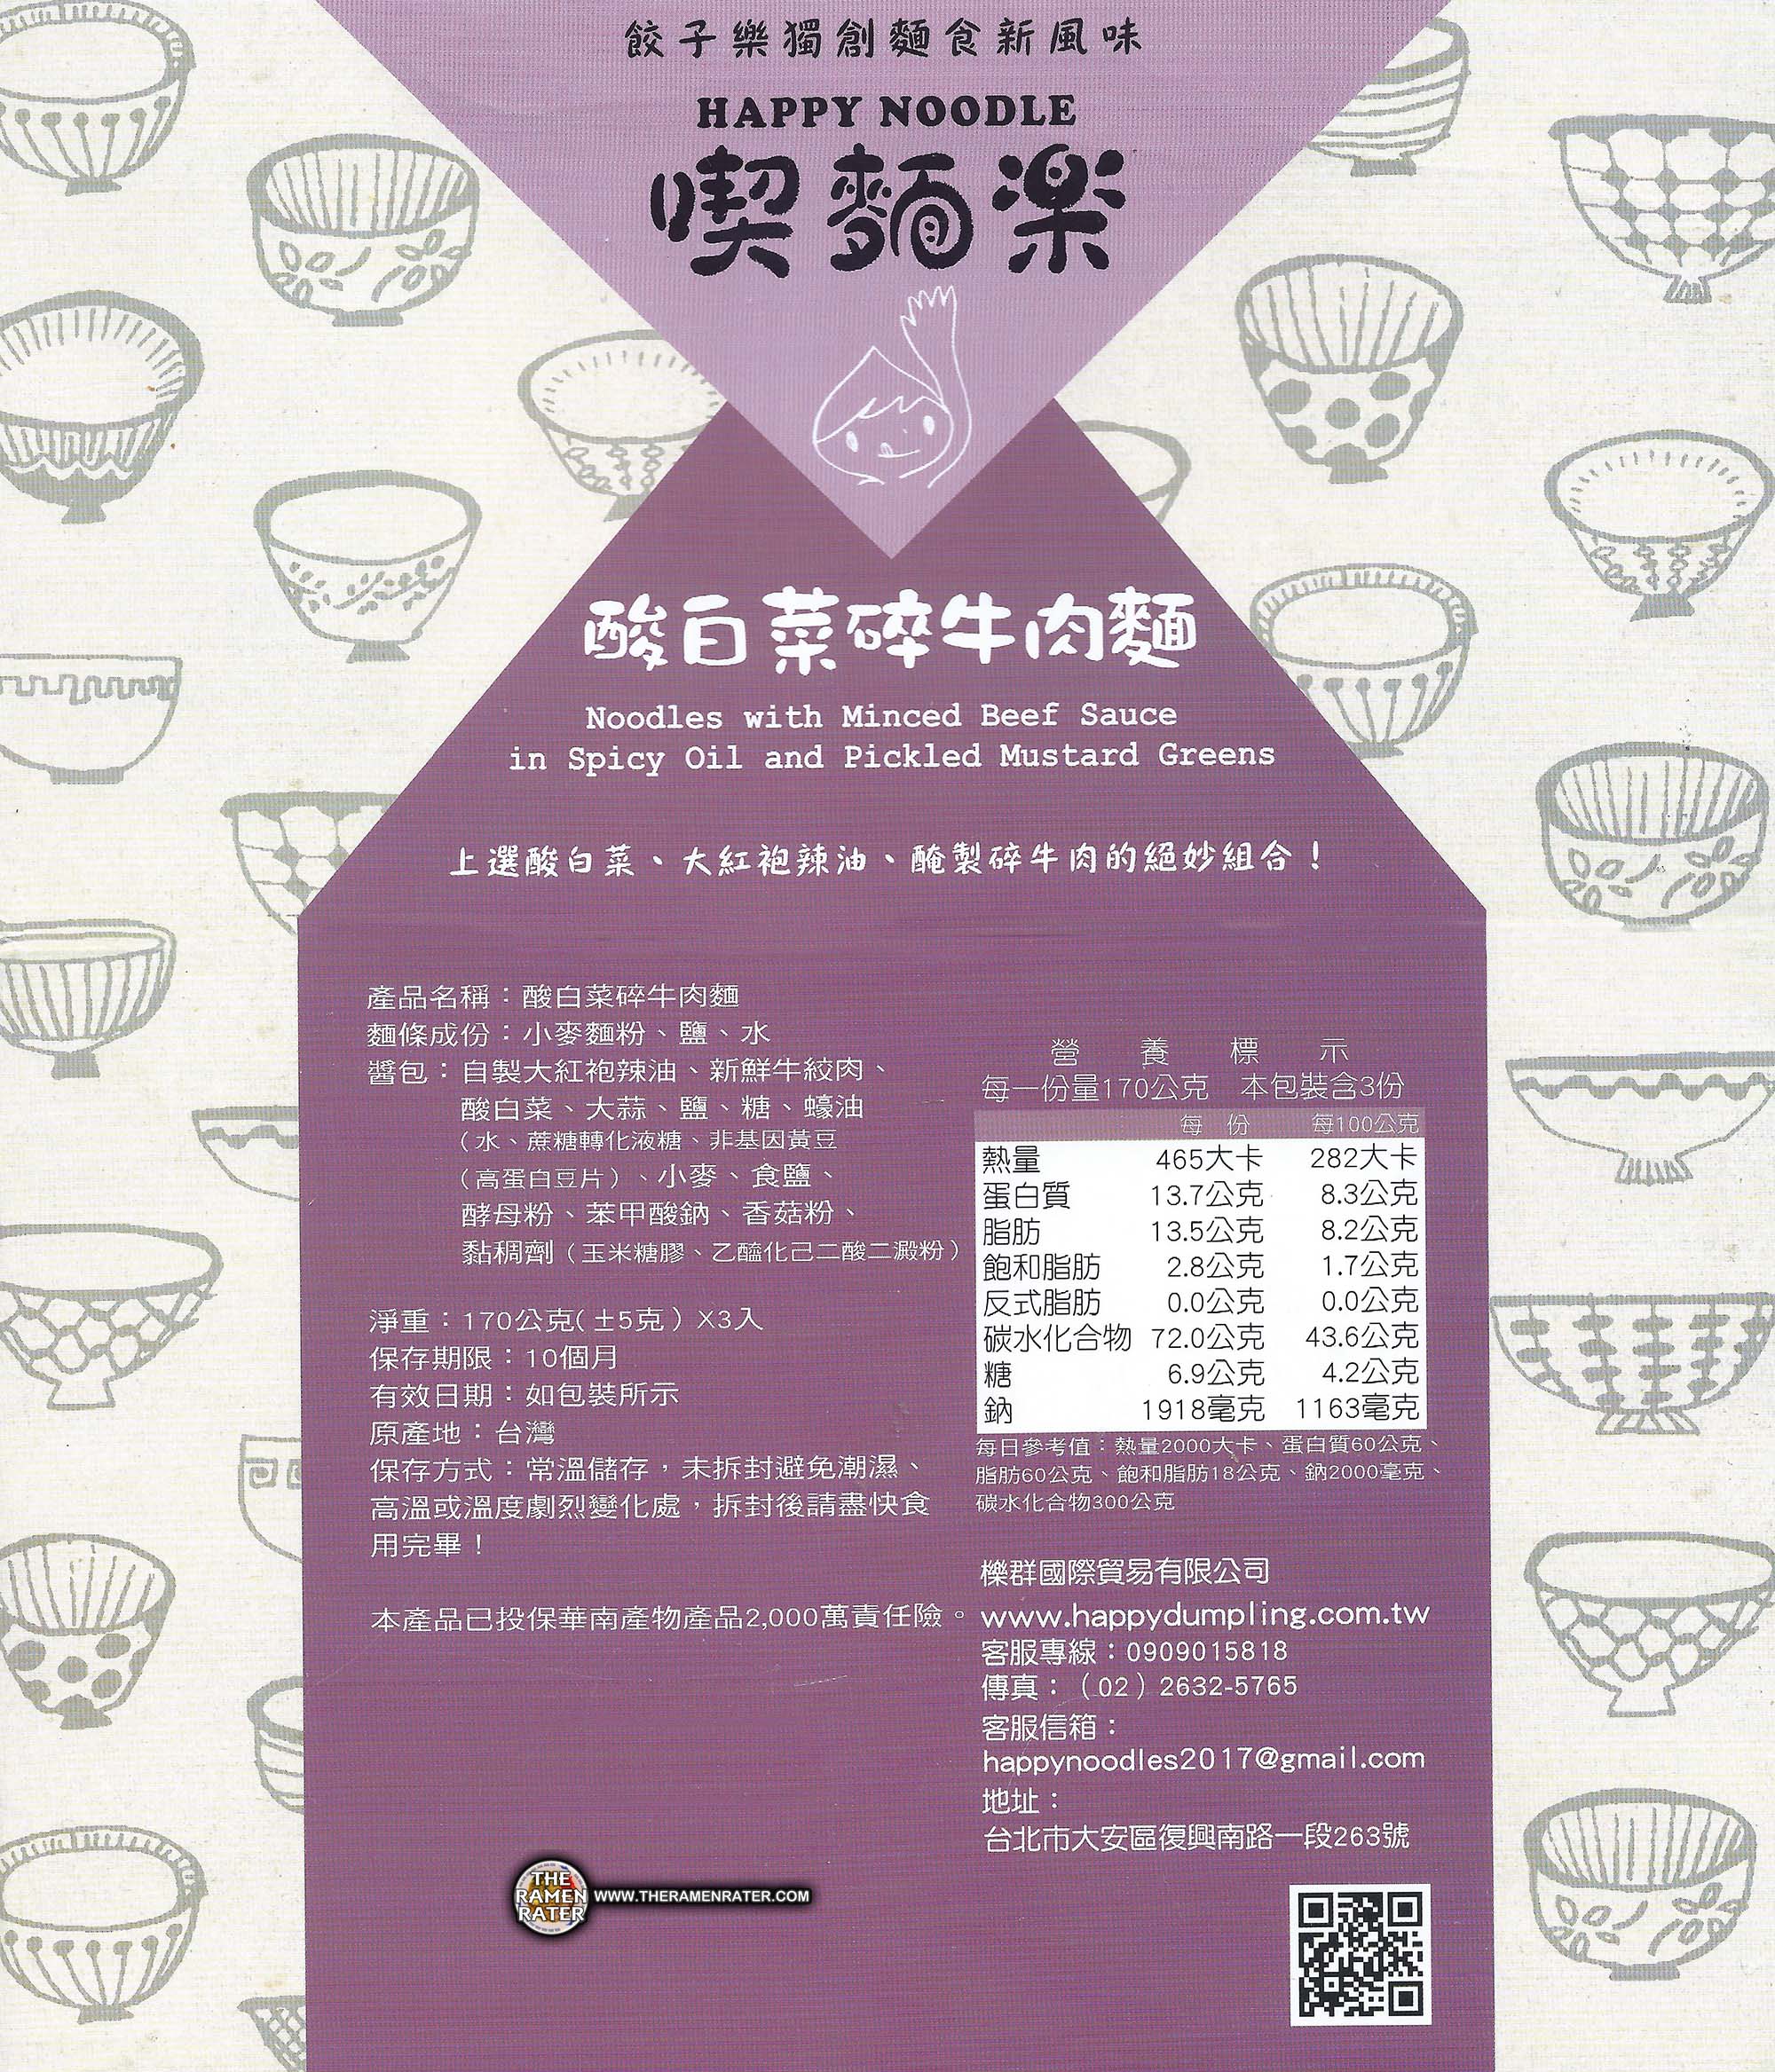 餃子樂獨創麵食新風味
HAPPY NOODLE
喫麵楽
酸白菜碎牛肉麵
Noodles with Minced Beef Sauce
in Spicy Oil and Pickled Mustard Greens
上選酸白菜、大紅袍辣油、醃製碎牛肉的絕妙組合！
產品名稱：酸白菜碎牛肉麵
麵條成份：小麥麵粉、鹽、水
醬包：自製大紅袍辣油、新鮮牛絞肉、
酸白菜、大蒜、鹽、糖、蠔油
（水、蔗糖轉化液糖、非基因黃豆
（高蛋白豆片）、小麥、食鹽、
酵母粉、苯甲酸鈉、香菇粉、
黏稠劑（玉米糖膠、乙醯化己二酸二澱粉）
淨重：170公克(±5克）X3入
保存期限：10個月
有效日期：如包裝所示
原產地：台灣
保存方式：常溫儲存，未拆封避免潮濕、
高溫或溫度劇烈變化處，拆封後請盡快食
用完畢！
本產品已投保華南產物產品2,000萬責任險。
營養標示
每一份量170公克 本包裝含3份
每 份 每100公克
熱量 465大卡 282大卡
蛋白質 13.7公克 8.3公克
脂肪 13.5公克 8.2公克
飽和脂肪 2.8公克 1.7公克
反式脂肪 0.0公克 0.0公克
碳水化合物 72.0公克 43.6公克
糖 6.9公克 4.2公克
鈉 1918毫克 1163毫克
每日參考值：熱量2000大卡、蛋白質60公克、
脂肪60公克、飽和脂肪18公克、鈉2000毫克、
碳水化合物300公克
櫟群國際貿易有限公司
www.happydumpling.com.tw
客服專線：0909015818
傳真：（02）2632-5765
客服信箱：
happynoodles2017@gmail.com
地址：
台北市大安區復興南路一段263號
THE
RAMEN
RATER
WWW.THERAMENRATER.COM